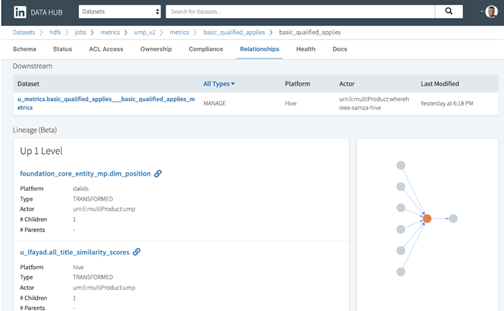 in DATA HUB Datasets Search for datasets...
Datasets > hdfs > jobs > metrics > ump_v2 > metrics > basic_qualified_applies > basic_qualified_applies
Schema Status ACL Access Ownership Compliance Relationships Health Docs
Downstream
Dataset All Types Platform Actor Last Modified
u_metrics.basic_qualified_applies___basic_qualified_applies_m
etrics
MANAGE Hive urn:li:multiProduct:whereh
ows-samza-hive
Yesterday at 6:18 PM
Lineage (Beta)
Up 1 Level
foundation_core_entity_mp.dim_position
Platform dalids
Type TRANSFORMED
Actor urn:li:multiProduct:ump
# Children 1
# Parents -
u_lfayad.all_title_similarity_scores
Platform hive
Type TRANSFORMED
Actor urn:li:multiProduct:ump
# Children 1
# Parents -